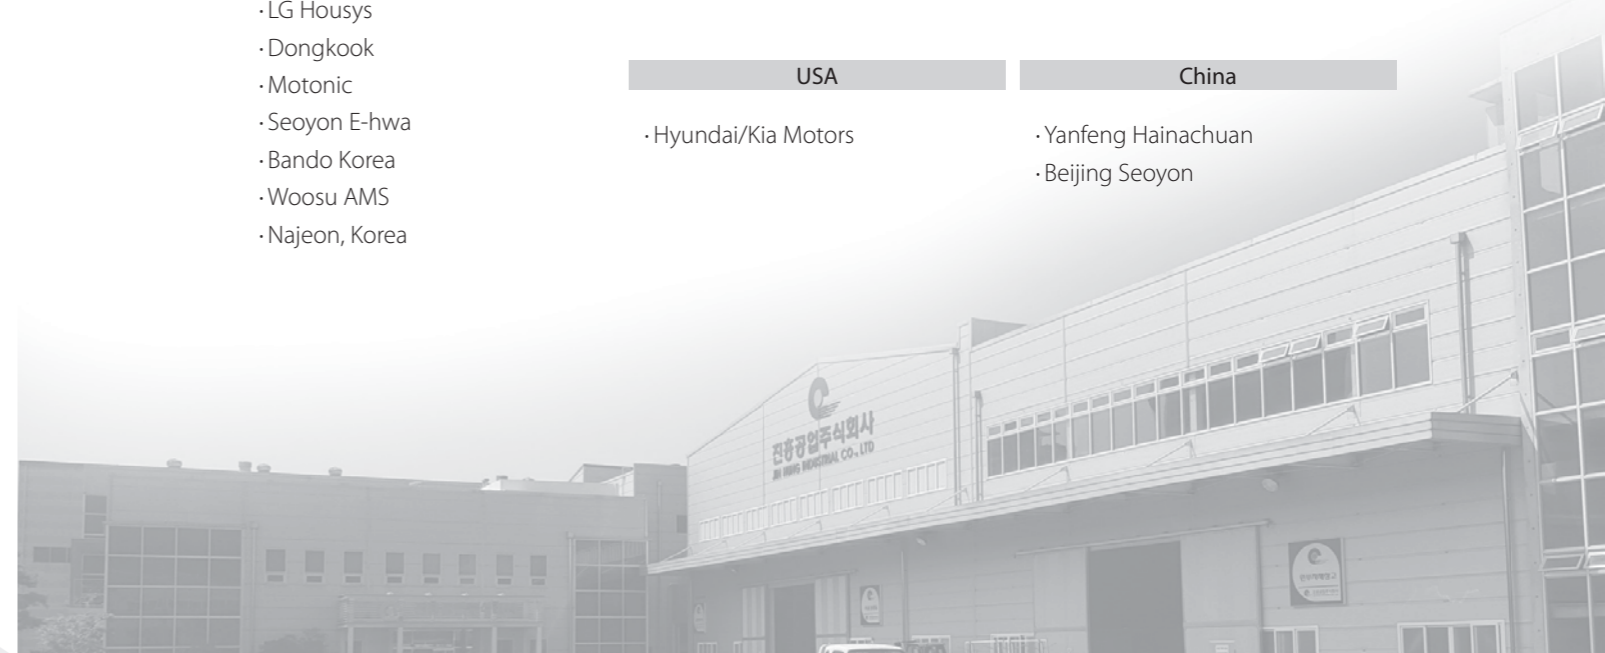 · LG Housys
· Dongkook
· Motonic
· Seoyon E-hwa
· Bando Korea
· Woosu AMS
· Najeon, Korea
USA
· Hyundai/Kia Motors
China
· Yanfeng Hainachuan
· Beijing Seoyon
진흥공업주식회사
JIN HEUNG INDUSTRIAL CO., LTD